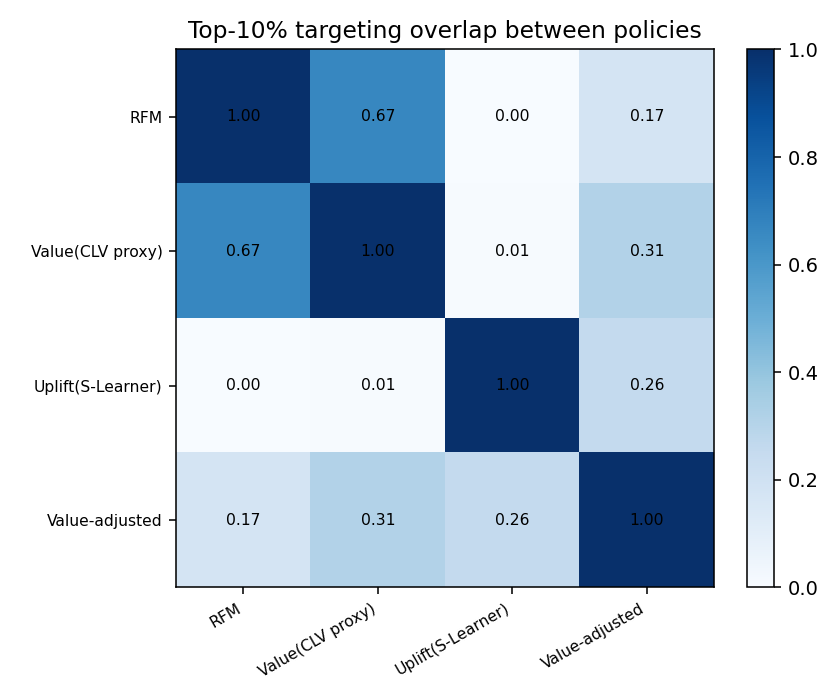 Top-10% targeting overlap between policies
RFM 1.00 0.67 0.00 0.17
Value(CLV proxy) 0.67 1.00 0.01 0.31
Uplift(S-Learner) 0.00 0.01 1.00 0.26
Value-adjusted 0.17 0.31 0.26 1.00
RFM Value(CLV proxy) Uplift(S-Learner) Value-adjusted
1.0
0.8
0.6
0.4
0.2
0.0